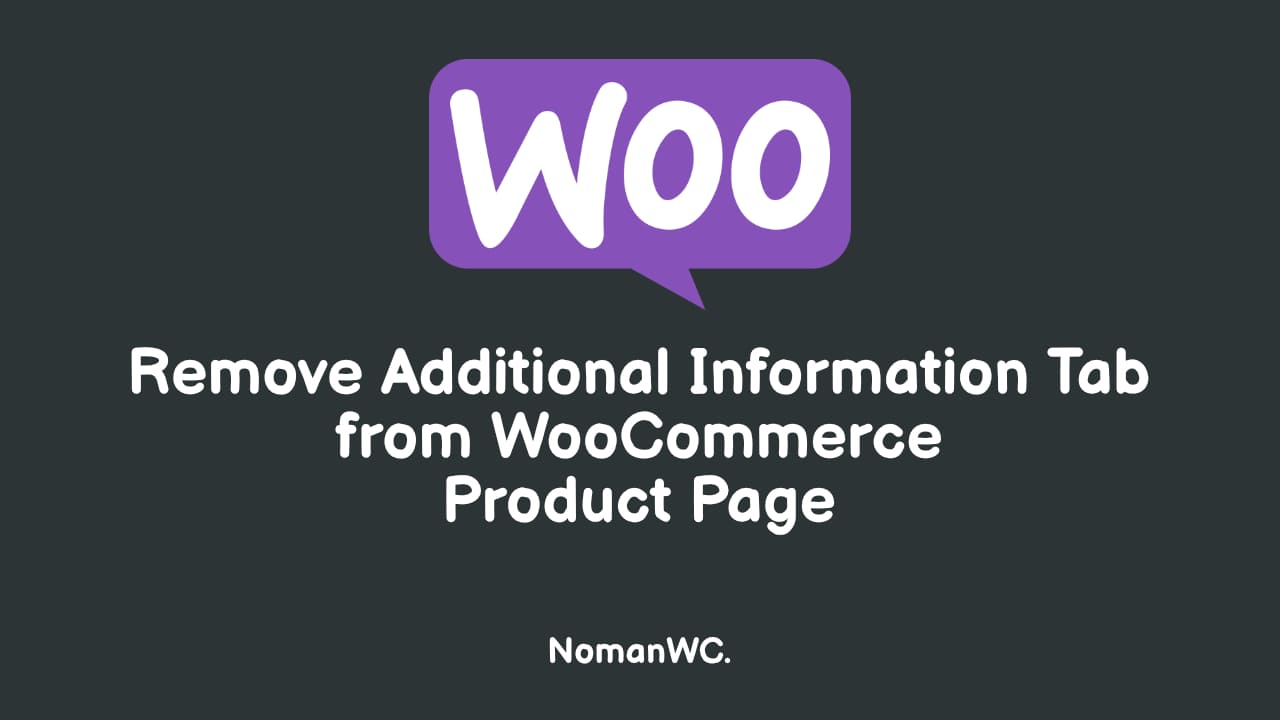 Woo
Remove Additional Information Tab
from WooCommerce
Product Page
NomanWC.